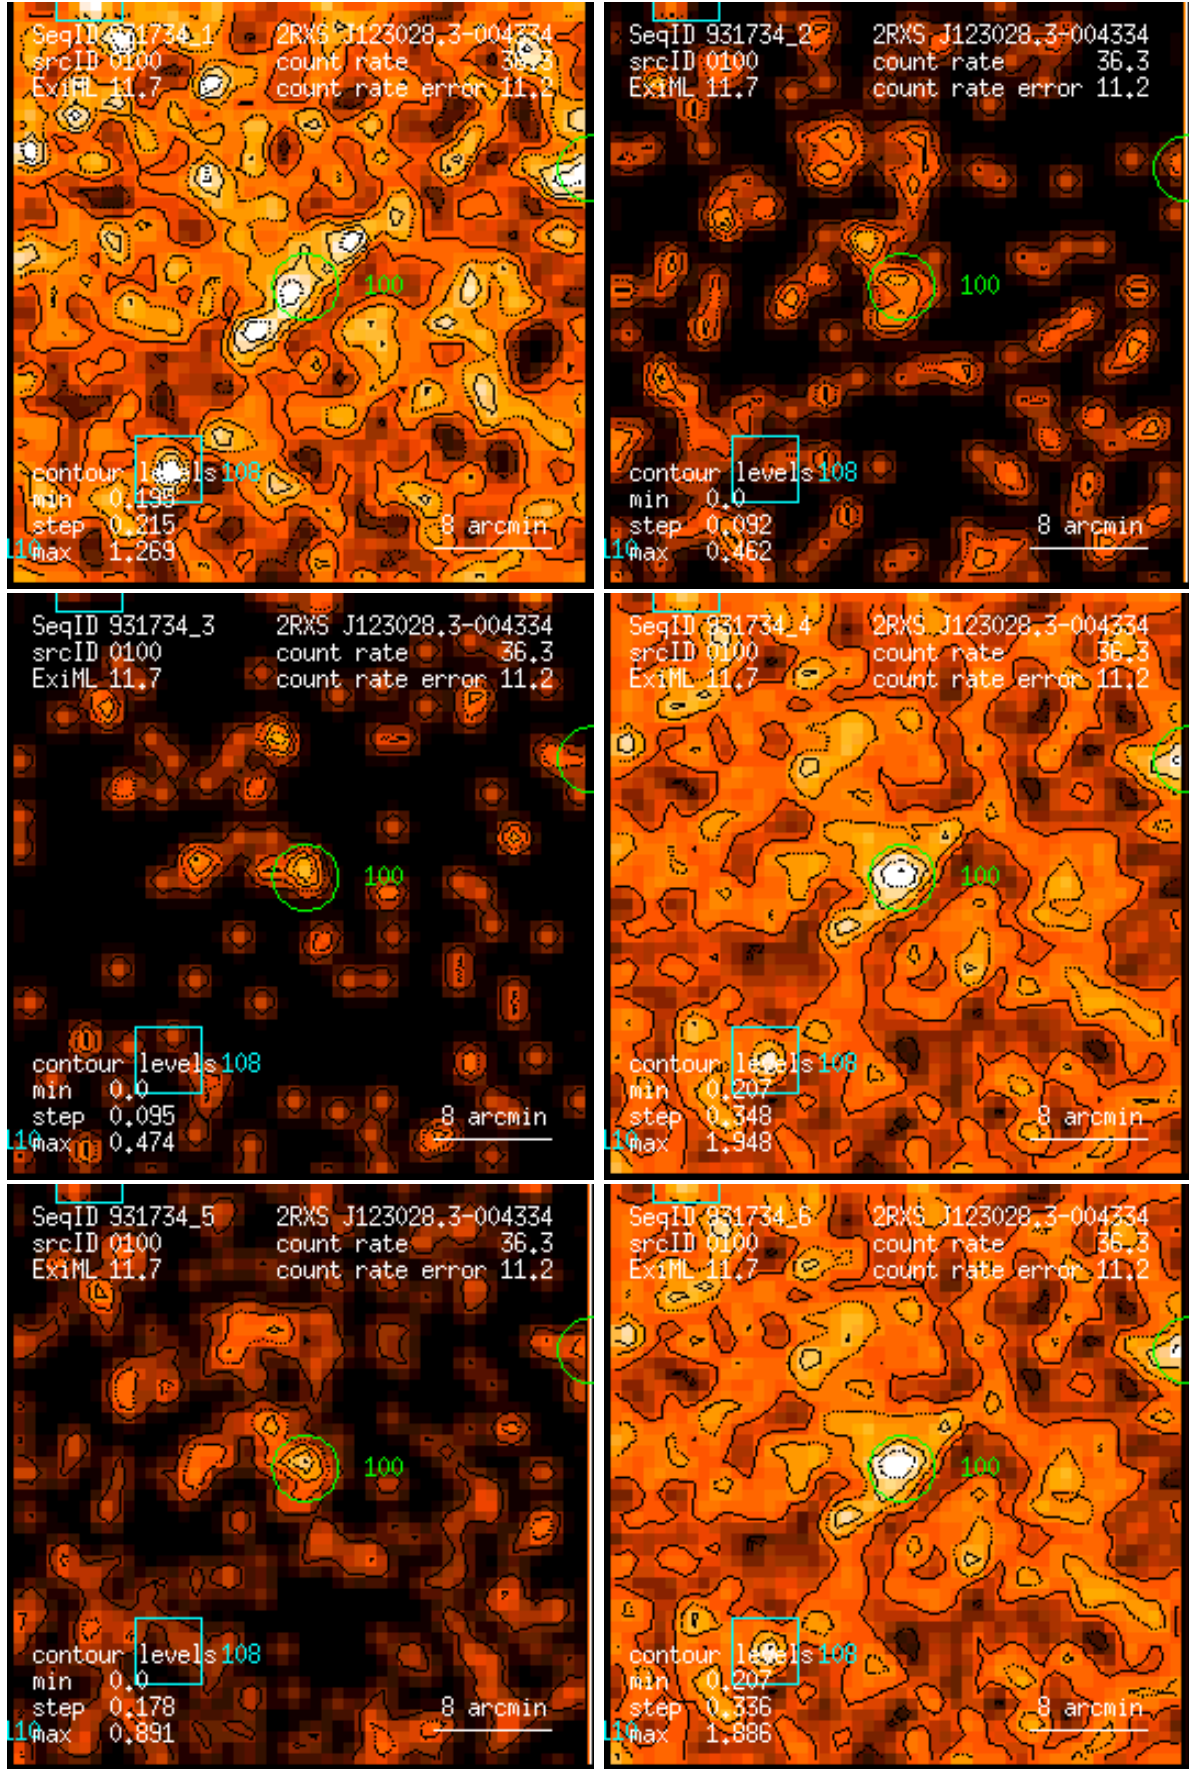 SeqID 931734_1 2RXS J123028.3-004334
srcID 0100 count rate 36.3
ExiML 11.7 count rate error 11.2
100
contour levels 108
min 0.199
step 0.215 8 arcmin
110 max 1.269
SeqID 931734_2 2RXS J123028.3-004334
srcID 0100 count rate 36.3
ExiML 11.7 count rate error 11.2
100
contour levels 108
min 0.0
step 0.092 8 arcmin
110 max 0.462
SeqID 931734_3 2RXS J123028.3-004334
srcID 0100 count rate 36.3
ExiML 11.7 count rate error 11.2
100
contour levels 108
min 0.0
step 0.095 8 arcmin
110 max 0.474
SeqID 931734_4 2RXS J123028.3-004334
srcID 0100 count rate 36.3
ExiML 11.7 count rate error 11.2
100
contour levels 108
min 0.207
step 0.348 8 arcmin
110 max 1.948
SeqID 931734_5 2RXS J123028.3-004334
srcID 0100 count rate 36.3
ExiML 11.7 count rate error 11.2
100
contour levels 108
min 0.0
step 0.178 8 arcmin
110 max 0.891
SeqID 931734_6 2RXS J123028.3-004334
srcID 0100 count rate 36.3
ExiML 11.7 count rate error 11.2
100
contour levels 108
min 0.207
step 0.336 8 arcmin
110 max 1.886